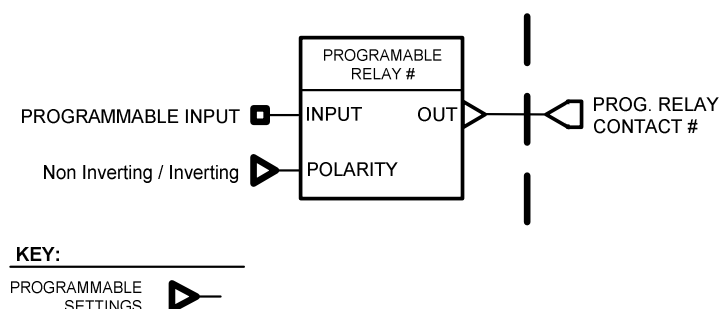 PROGRAMABLE
RELAY #
PROGRAMMABLE INPUT
INPUT
OUT
PROG. RELAY
CONTACT #
Non Inverting / Inverting
POLARITY
KEY:
PROGRAMMABLE
SETTINGS